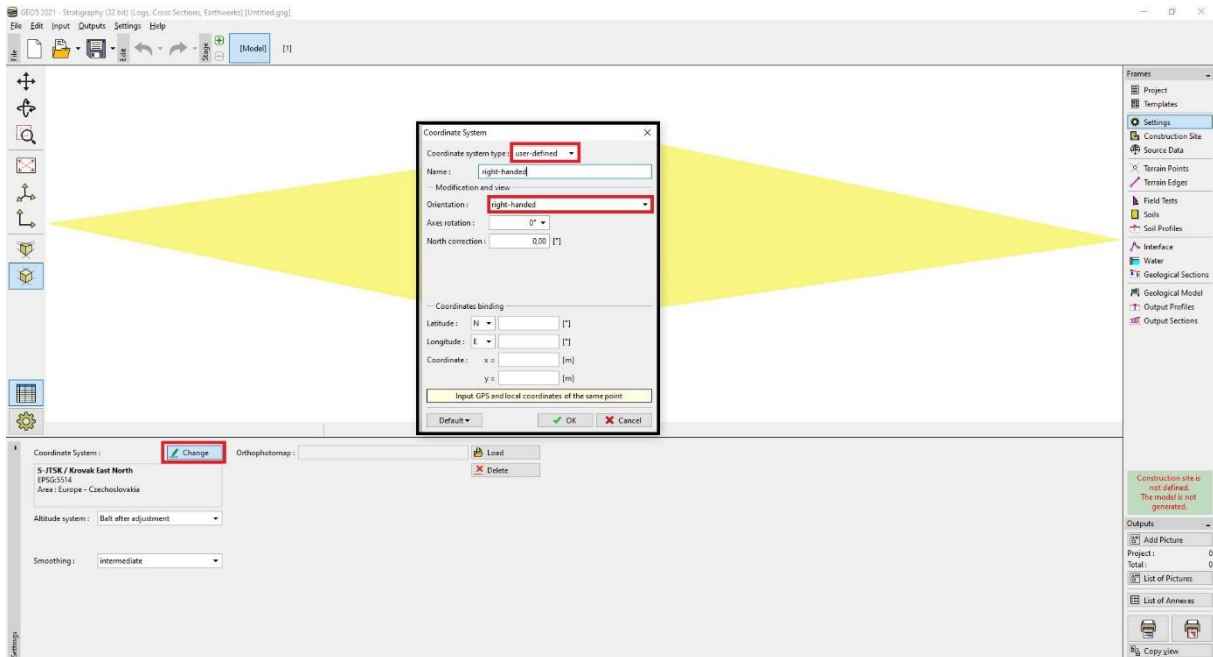 GEO5 2021 - Stratigraphy (32 bit) (Logs, Cross Sections, Earthworks) [Untitled.gsg]
File Edit Input Outputs Settings Help
File
Edit
Stage
[Model] [1]
Coordinate System
Coordinate system type : user-defined
Name : right-handed
Modification and view
Orientation : right-handed
Axes rotation : 0°
North correction : 0,00 [°]
Coordinates binding
Latitude : N [°]
Longitude : E [°]
Coordinate : x = [m]
y = [m]
Input GPS and local coordinates of the same point
Default OK Cancel
Frames
Project
Templates
Settings
Construction Site
Source Data
Terrain Points
Terrain Edges
Field Tests
Soils
Soil Profiles
Interface
Water
Geological Sections
Geological Model
Output Profiles
Output Sections
Construction site is
not defined.
The model is not
generated.
Outputs
Add Picture
Project : 0
Total : 0
List of Pictures
List of Annexes
Copy view
Coordinate System : Change Orthophotomap : Load
Delete
S-JTSK / Krovak East North
EPSG:5514
Area : Europe - Czechoslovakia
Altitude system : Balt after adjustment
Smoothing : intermediate
Settings